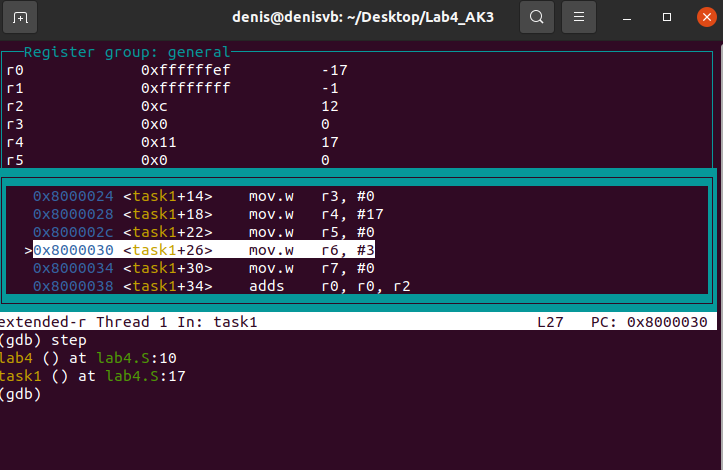 denis@denisvb: ~/Desktop/Lab4_AK3
Register group: general
r0 0xffffffef -17
r1 0xffffffff -1
r2 0xc 12
r3 0x0 0
r4 0x11 17
r5 0x0 0
0x8000024 <task1+14> mov.w r3, #0
0x8000028 <task1+18> mov.w r4, #17
0x800002c <task1+22> mov.w r5, #0
>0x8000030 <task1+26> mov.w r6, #3
0x8000034 <task1+30> mov.w r7, #0
0x8000038 <task1+34> adds r0, r0, r2
extended-r Thread 1 In: task1 L27 PC: 0x8000030
(gdb) step
lab4 () at lab4.S:10
task1 () at lab4.S:17
(gdb)